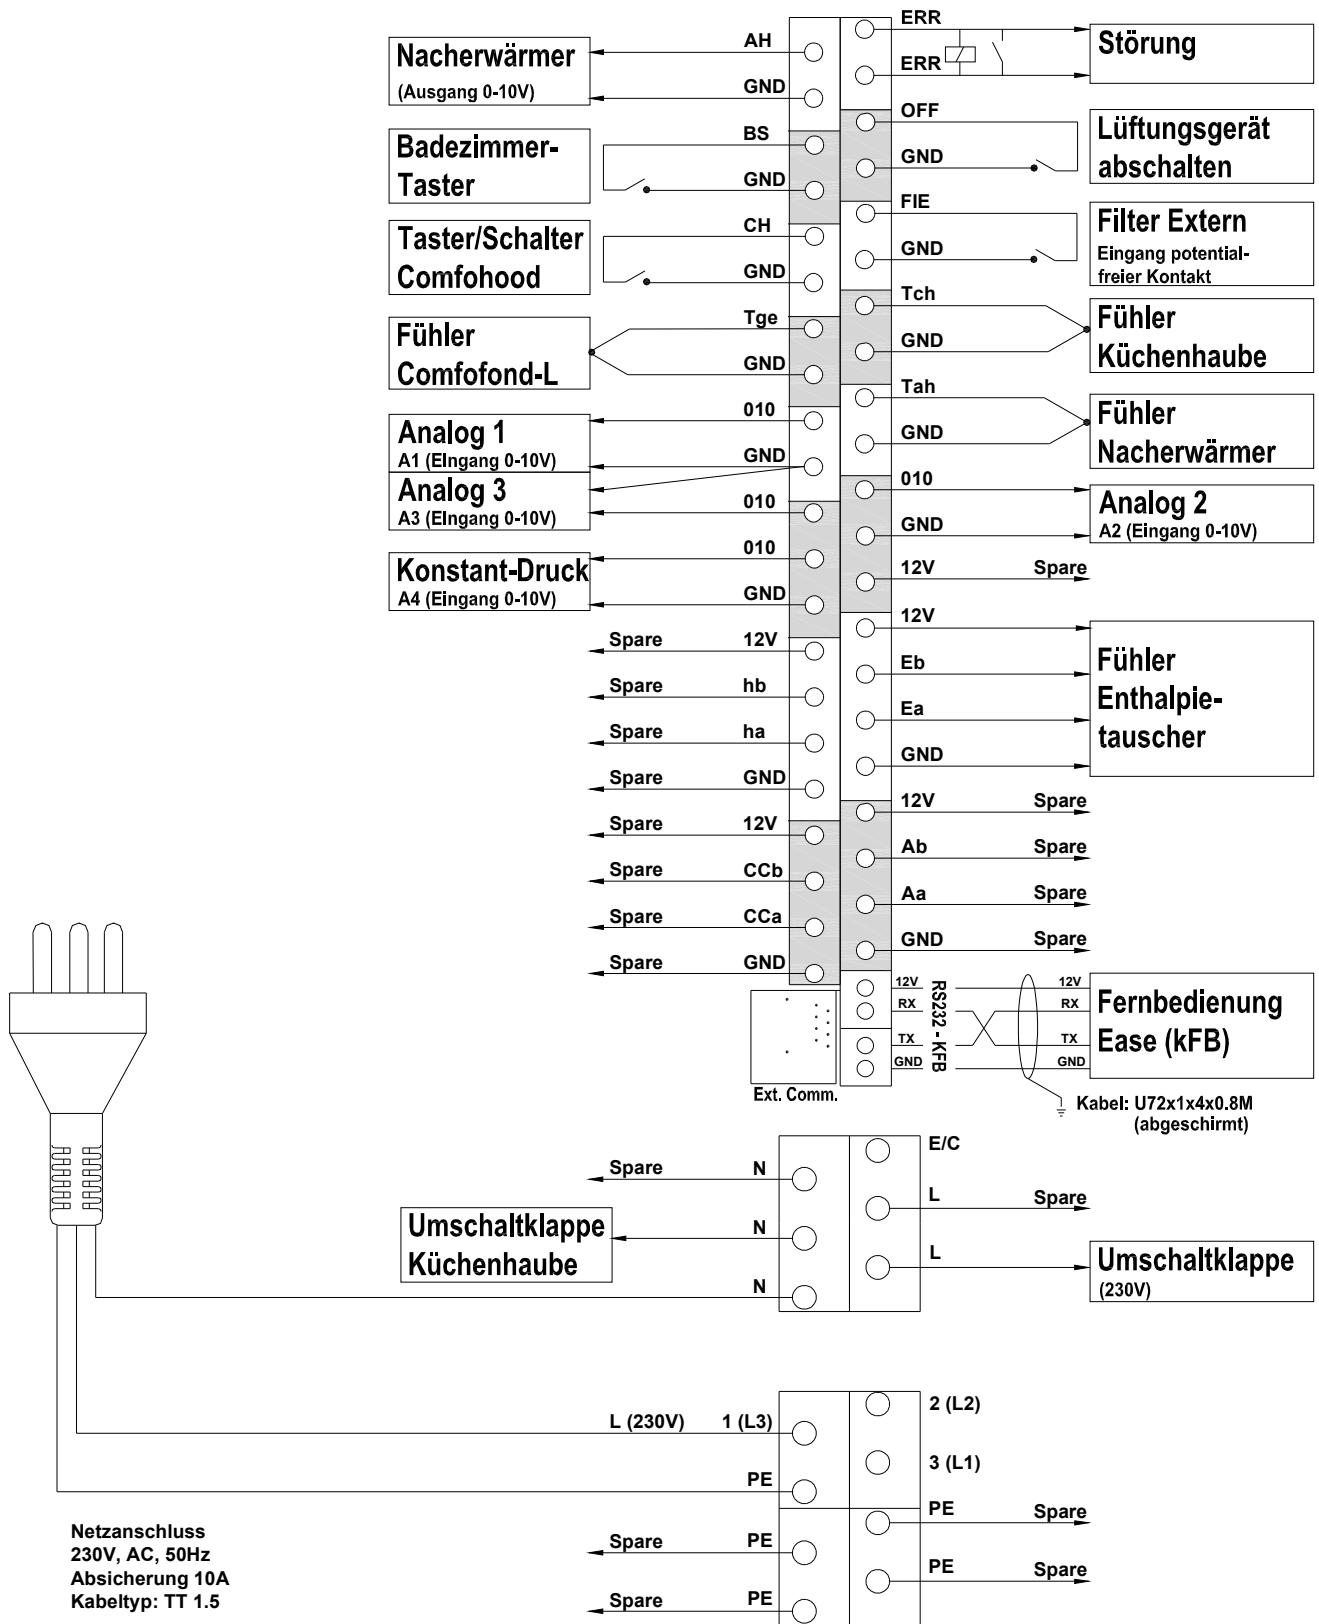 AH
Nacherwärmer
(Ausgang 0-10V)
GND
Badezimmer-
Taster
BS
GND
Taster/Schalter
Comfohood
CH
GND
Fühler
Comfofond-L
Tge
GND
Analog 1
A1 (EIngang 0-10V)
010
GND
Analog 3
A3 (EIngang 0-10V)
010
Konstant-Druck
A4 (Eingang 0-10V)
010
GND
Spare 12V
Spare hb
Spare ha
Spare GND
Spare 12V
Spare CCb
Spare CCa
Spare GND
ERR
ERR
Störung
OFF
GND
Lüftungsgerät
abschalten
FIE
GND
Filter Extern
Eingang potential-
freier Kontakt
Tch
GND
Fühler
Küchenhaube
Tah
GND
Fühler
Nacherwärmer
010
GND
Analog 2
A2 (Eingang 0-10V)
12V Spare
12V
Eb
Ea
GND
Fühler
Enthalpie-
tauscher
12V Spare
Ab Spare
Aa Spare
GND Spare
12V
RX
TX
GND
RS232 - KFB
12V
RX
TX
GND
Fernbedienung
Ease (kFB)
Ext. Comm.
Kabel: U72x1x4x0.8M
(abgeschirmt)
Spare N
Umschaltklappe
Küchenhaube
N
N
E/C
L Spare
L
Umschaltklappe
(230V)
L (230V) 1 (L3)
PE
2 (L2)
3 (L1)
PE Spare
PE Spare
Spare PE
Spare PE
Netzanschluss
230V, AC, 50Hz
Absicherung 10A
Kabeltyp: TT 1.5